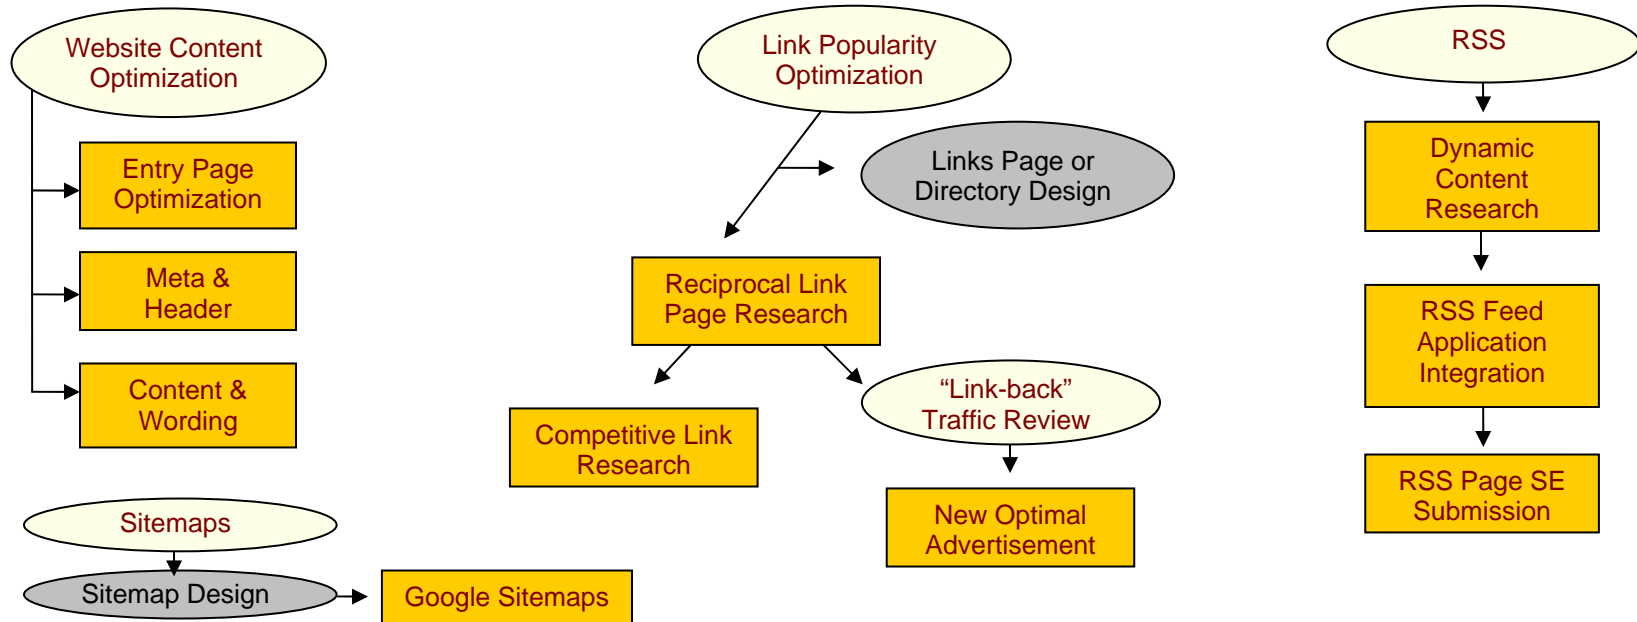 Website Content
Optimization
Entry Page
Optimization
Meta &
Header
Content &
Wording
Sitemaps
Sitemap Design
Google Sitemaps
Link Popularity
Optimization
Links Page or
Directory Design
Reciprocal Link
Page Research
Competitive Link
Research
“Link-back”
Traffic Review
New Optimal
Advertisement
RSS
Dynamic
Content
Research
RSS Feed
Application
Integration
RSS Page SE
Submission